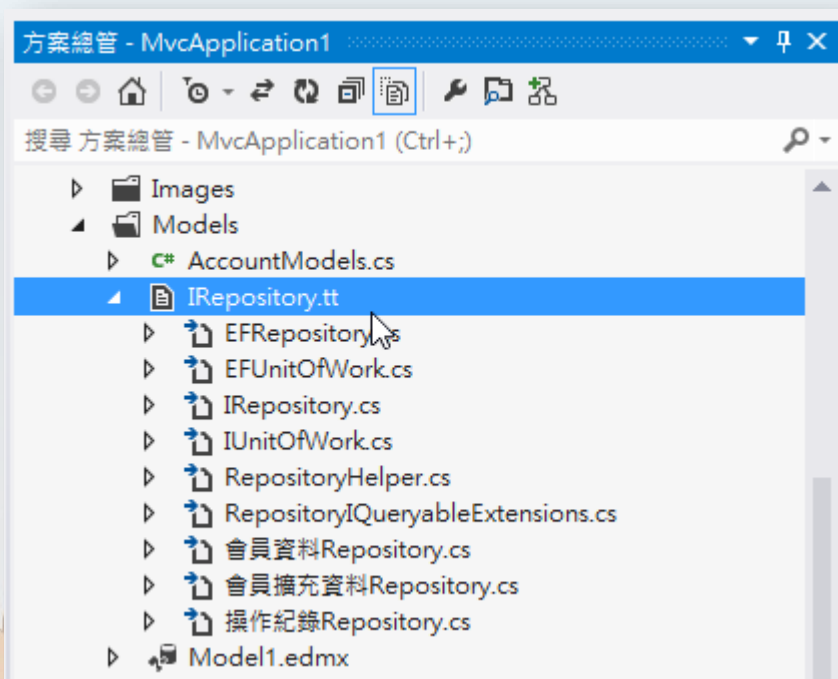 方案總管 - MvcApplication1
搜尋 方案總管 - MvcApplication1 (Ctrl+;)
Images
Models
C# AccountModels.cs
IRepository.tt
EFRepository.cs
EFUnitOfWork.cs
IRepository.cs
IUnitOfWork.cs
RepositoryHelper.cs
RepositoryIQueryableExtensions.cs
會員資料Repository.cs
會員擴充資料Repository.cs
操作紀錄Repository.cs
Model1.edmx